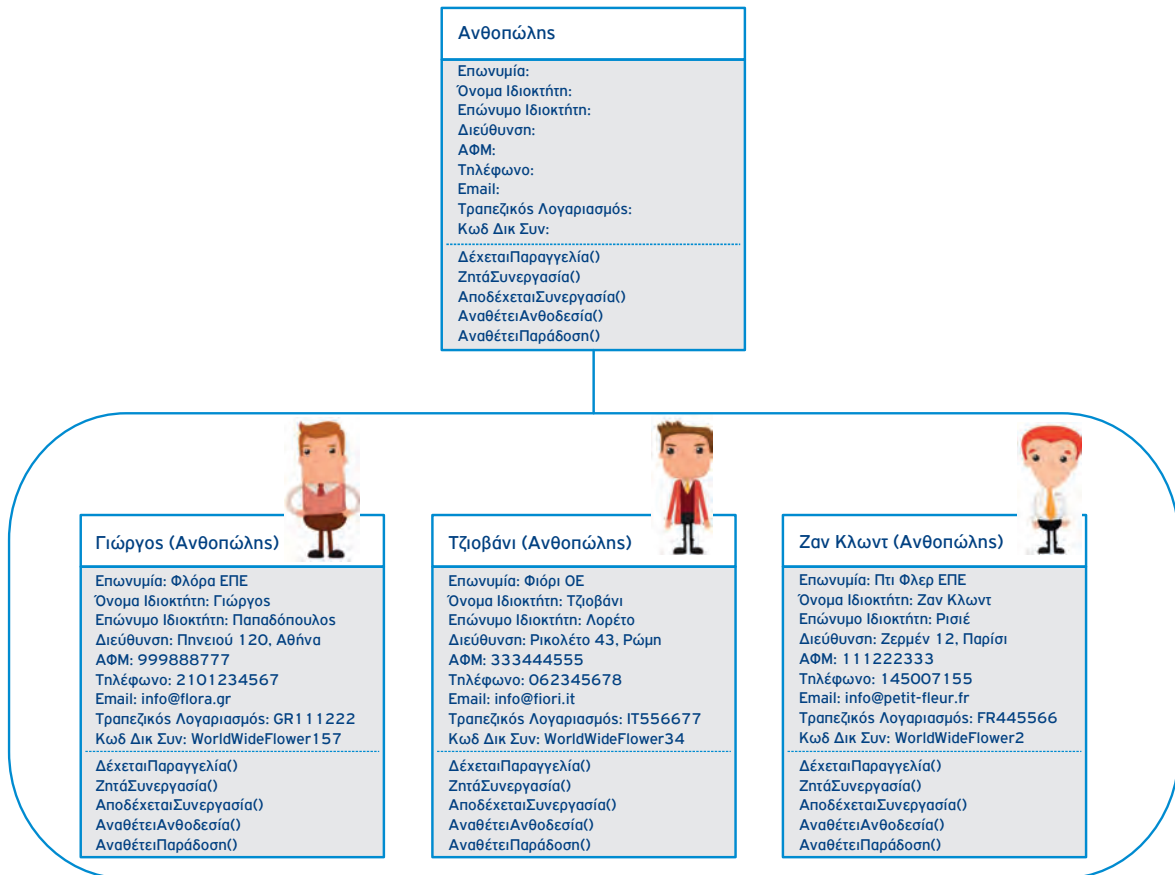 Ανθοπώλης
Επωνυμία:
Όνομα Ιδιοκτήτη:
Επώνυμο Ιδιοκτήτη:
Διεύθυνση:
ΑΦΜ:
Τηλέφωνο:
Email:
Τραπεζικός Λογαριασμός:
Κωδ Δικ Συν:
ΔέχεταιΠαραγγελία()
ΖητάΣυνεργασία()
ΑποδέχεταιΣυνεργασία()
ΑναθέτειΑνθοδεσία()
ΑναθέτειΠαράδοση()
Γιώργος (Ανθοπώλης)
Επωνυμία: Φλόρα ΕΠΕ
Όνομα Ιδιοκτήτη: Γιώργος
Επώνυμο Ιδιοκτήτη: Παπαδόπουλος
Διεύθυνση: Πηνειού 120, Αθήνα
ΑΦΜ: 999888777
Τηλέφωνο: 2101234567
Email: info@flora.gr
Τραπεζικός Λογαριασμός: GR111222
Κωδ Δικ Συν: WorldWideFlower157
ΔέχεταιΠαραγγελία()
ΖητάΣυνεργασία()
ΑποδέχεταιΣυνεργασία()
ΑναθέτειΑνθοδεσία()
ΑναθέτειΠαράδοση()
Τζιοβάνι (Ανθοπώλης)
Επωνυμία: Φιόρι ΟΕ
Όνομα Ιδιοκτήτη: Τζιοβάνι
Επώνυμο Ιδιοκτήτη: Λορέτο
Διεύθυνση: Ρικολέτο 43, Ρώμη
ΑΦΜ: 333444555
Τηλέφωνο: 062345678
Email: info@fiori.it
Τραπεζικός Λογαριασμός: IT556677
Κωδ Δικ Συν: WorldWideFlower34
ΔέχεταιΠαραγγελία()
ΖητάΣυνεργασία()
ΑποδέχεταιΣυνεργασία()
ΑναθέτειΑνθοδεσία()
ΑναθέτειΠαράδοση()
Ζαν Κλωντ (Ανθοπώλης)
Επωνυμία: Πτι Φλερ ΕΠΕ
Όνομα Ιδιοκτήτη: Ζαν Κλωντ
Επώνυμο Ιδιοκτήτη: Ρισιέ
Διεύθυνση: Ζερμέν 12, Παρίσι
ΑΦΜ: 111222333
Τηλέφωνο: 145007155
Email: info@petit-fleur.fr
Τραπεζικός Λογαριασμός: FR445566
Κωδ Δικ Συν: WorldWideFlower2
ΔέχεταιΠαραγγελία()
ΖητάΣυνεργασία()
ΑποδέχεταιΣυνεργασία()
ΑναθέτειΑνθοδεσία()
ΑναθέτειΠαράδοση()